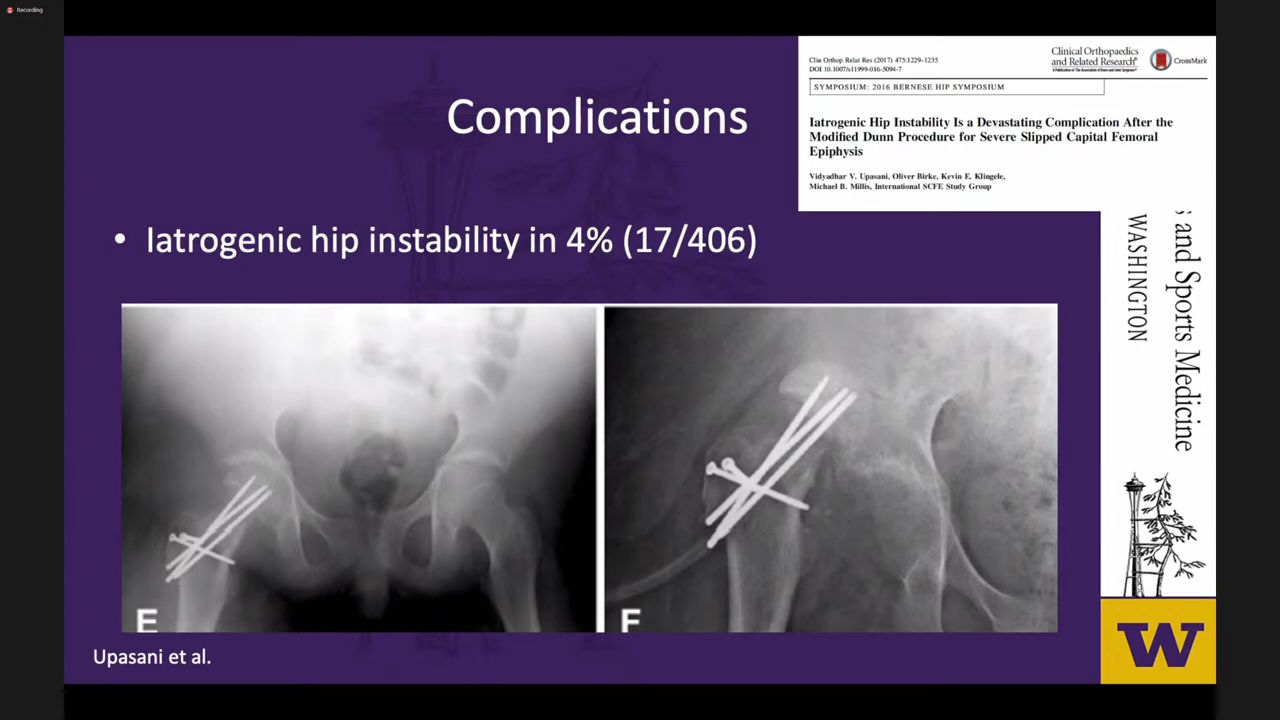 Recording
Complications
Clinical Orthopaedics
and Related Research®
CrossMark
Clin Orthop Relat Res (2017) 475:1229–1235
DOI 10.1007/s11999-016-5094-7
SYMPOSIUM: 2016 BERNESE HIP SYMPOSIUM
Iatrogenic Hip Instability Is a Devastating Complication After the
Modified Dunn Procedure for Severe Slipped Capital Femoral
Epiphysis
Vidyadhar V. Upasani, Oliver Birke, Kevin E. Klingele,
Michael B. Millis, International SCFE Study Group
• Iatrogenic hip instability in 4% (17/406)
E
F
Upasani et al.
and Sports Medicine
WASHINGTON
W